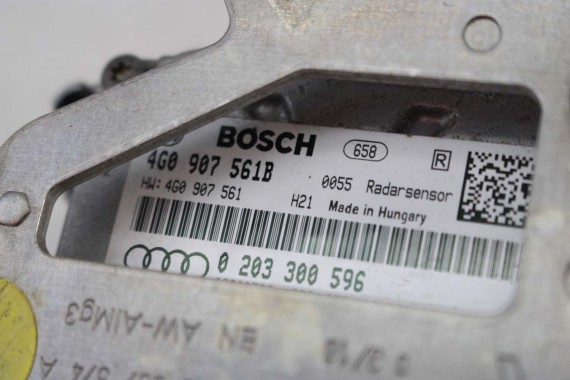 BOSCH 658 R
4G0 907 561B
HW: 4G0 907 561 H21 0055 Radarsensor
Made in Hungary
0 203 300 596
EN AW-AlMg3